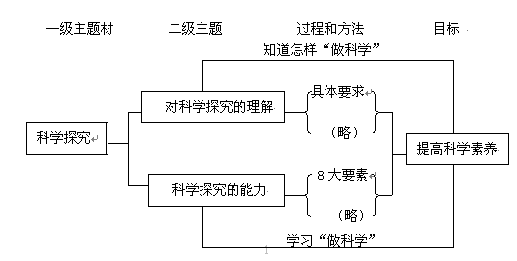 一级主题材 二级三题 过程和方法 目标
知道怎样“做科学”
具本要求
对科学探究的理解
（略）
科学探究
提高科学素养
8大要素
科学探究的能力
（略）
学习“做科学”
1